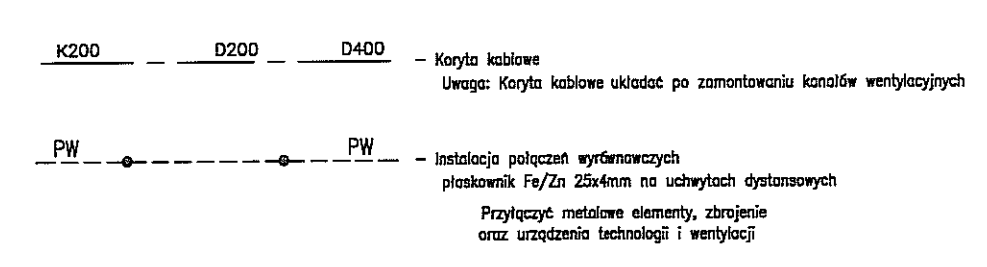 K200 D200 D400 – Koryta kablowe
Uwaga: Koryta kablowe układać po zamontowaniu kanałów wentylacyjnych
PW PW – Instalacja połączeń wyrównawczych
płaskownik Fe/Zn 25x4mm na uchwytach dystansowych
Przyłączyć metalowe elementy, zbrojenie
oraz urządzenia technologii i wentylacji